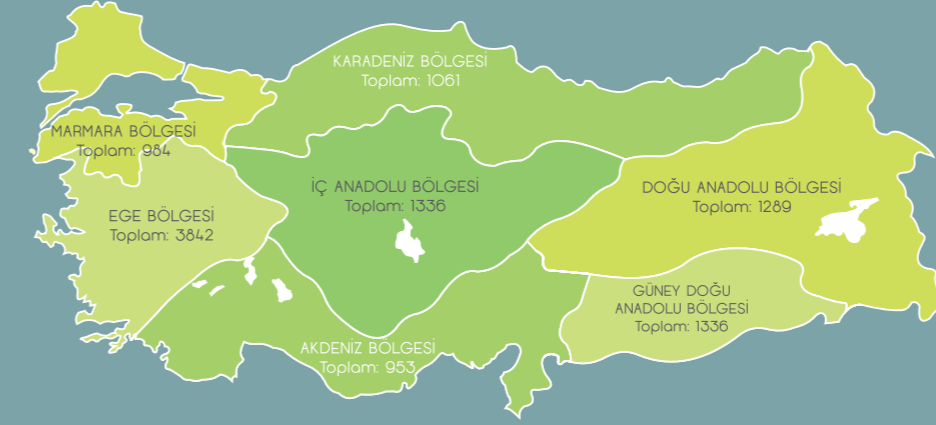 KARADENİZ BÖLGESİ
Toplam: 1061
MARMARA BÖLGESİ
Toplam: 984
İÇ ANADOLU BÖLGESİ
Toplam: 1336
DOĞU ANADOLU BÖLGESİ
Toplam: 1289
EGE BÖLGESİ
Toplam: 3842
GÜNEY DOĞU
ANADOLU BÖLGESİ
Toplam: 1336
AKDENİZ BÖLGESİ
Toplam: 953